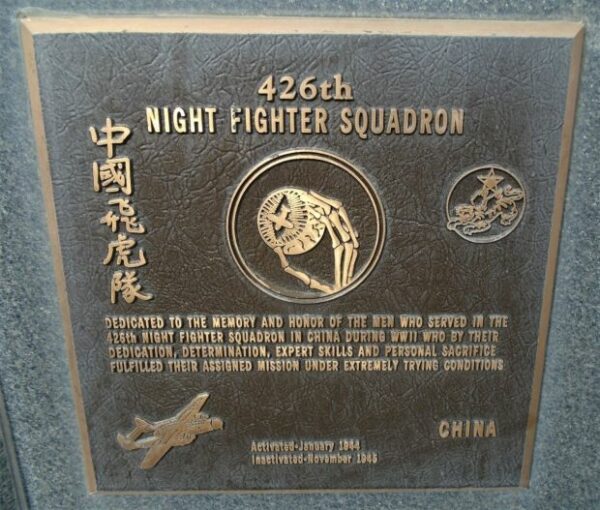 426th
NIGHT FIGHTER SQUADRON
中國飛虎隊
DEDICATED TO THE MEMORY AND HONOR OF THE MEN WHO SERVED IN THE
426th NIGHT FIGHTER SQUADRON IN CHINA DURING WWII WHO BY THEIR
DEDICATION, DETERMINATION, EXPERT SKILLS AND PERSONAL SACRIFICE
FULFILLED THEIR ASSIGNED MISSION UNDER EXTREMELY TRYING CONDITIONS
CHINA
Activated-January 1944
Inactivated-November 1945